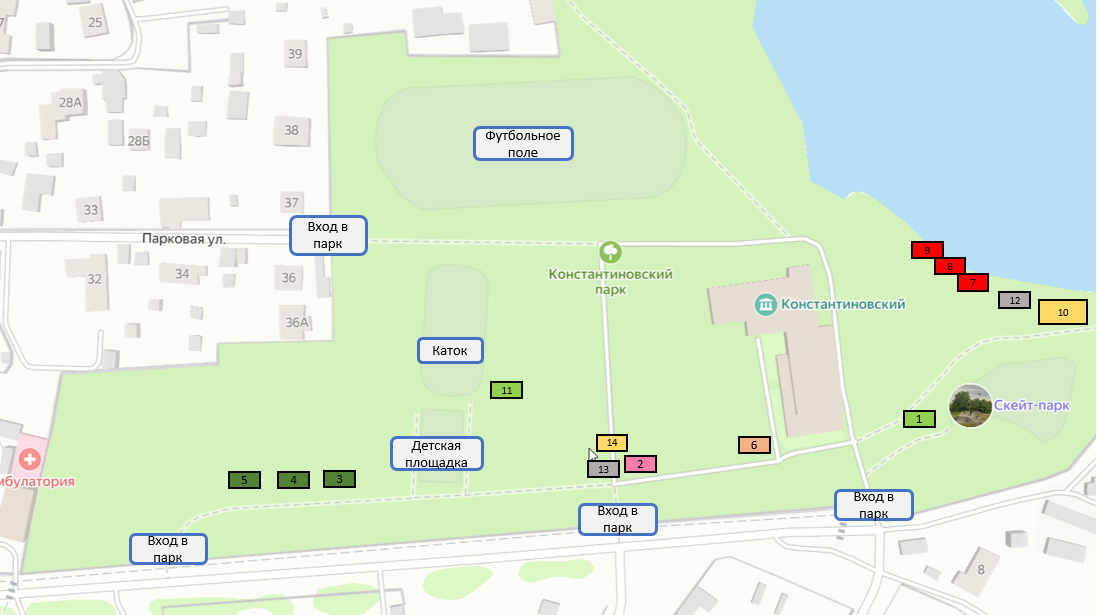 25
39
28А
28Б
38
33
37
Футбольное
поле
Вход в
парк
Парковая ул.
32
34
36
36А
Константиновский
парк
Константиновский
9
8
7
12
10
Каток
11
1
Скейт-парк
Детская
площадка
14
13
2
6
5
4
3
мбулатория
Вход в
парк
Вход в
парк
Вход в
парк
8